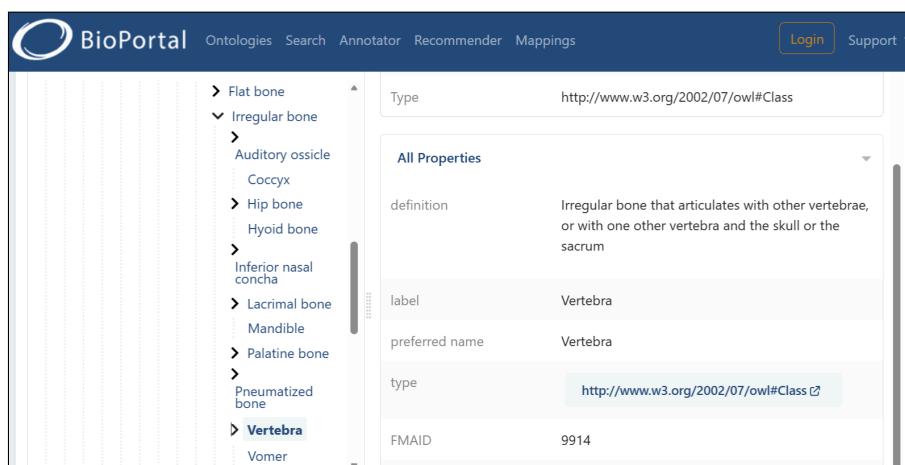 BioPortal Ontologies Search Annotator Recommender Mappings Login Support
Flat bone
Irregular bone
Auditory ossicle
Coccyx
Hip bone
Hyoid bone
Inferior nasal
concha
Lacrimal bone
Mandible
Palatine bone
Pneumatized
bone
Vertebra
Vomer
Type http://www.w3.org/2002/07/owl#Class
All Properties
definition Irregular bone that articulates with other vertebrae,
or with one other vertebra and the skull or the
sacrum
label Vertebra
preferred name Vertebra
type http://www.w3.org/2002/07/owl#Class
FMAID 9914